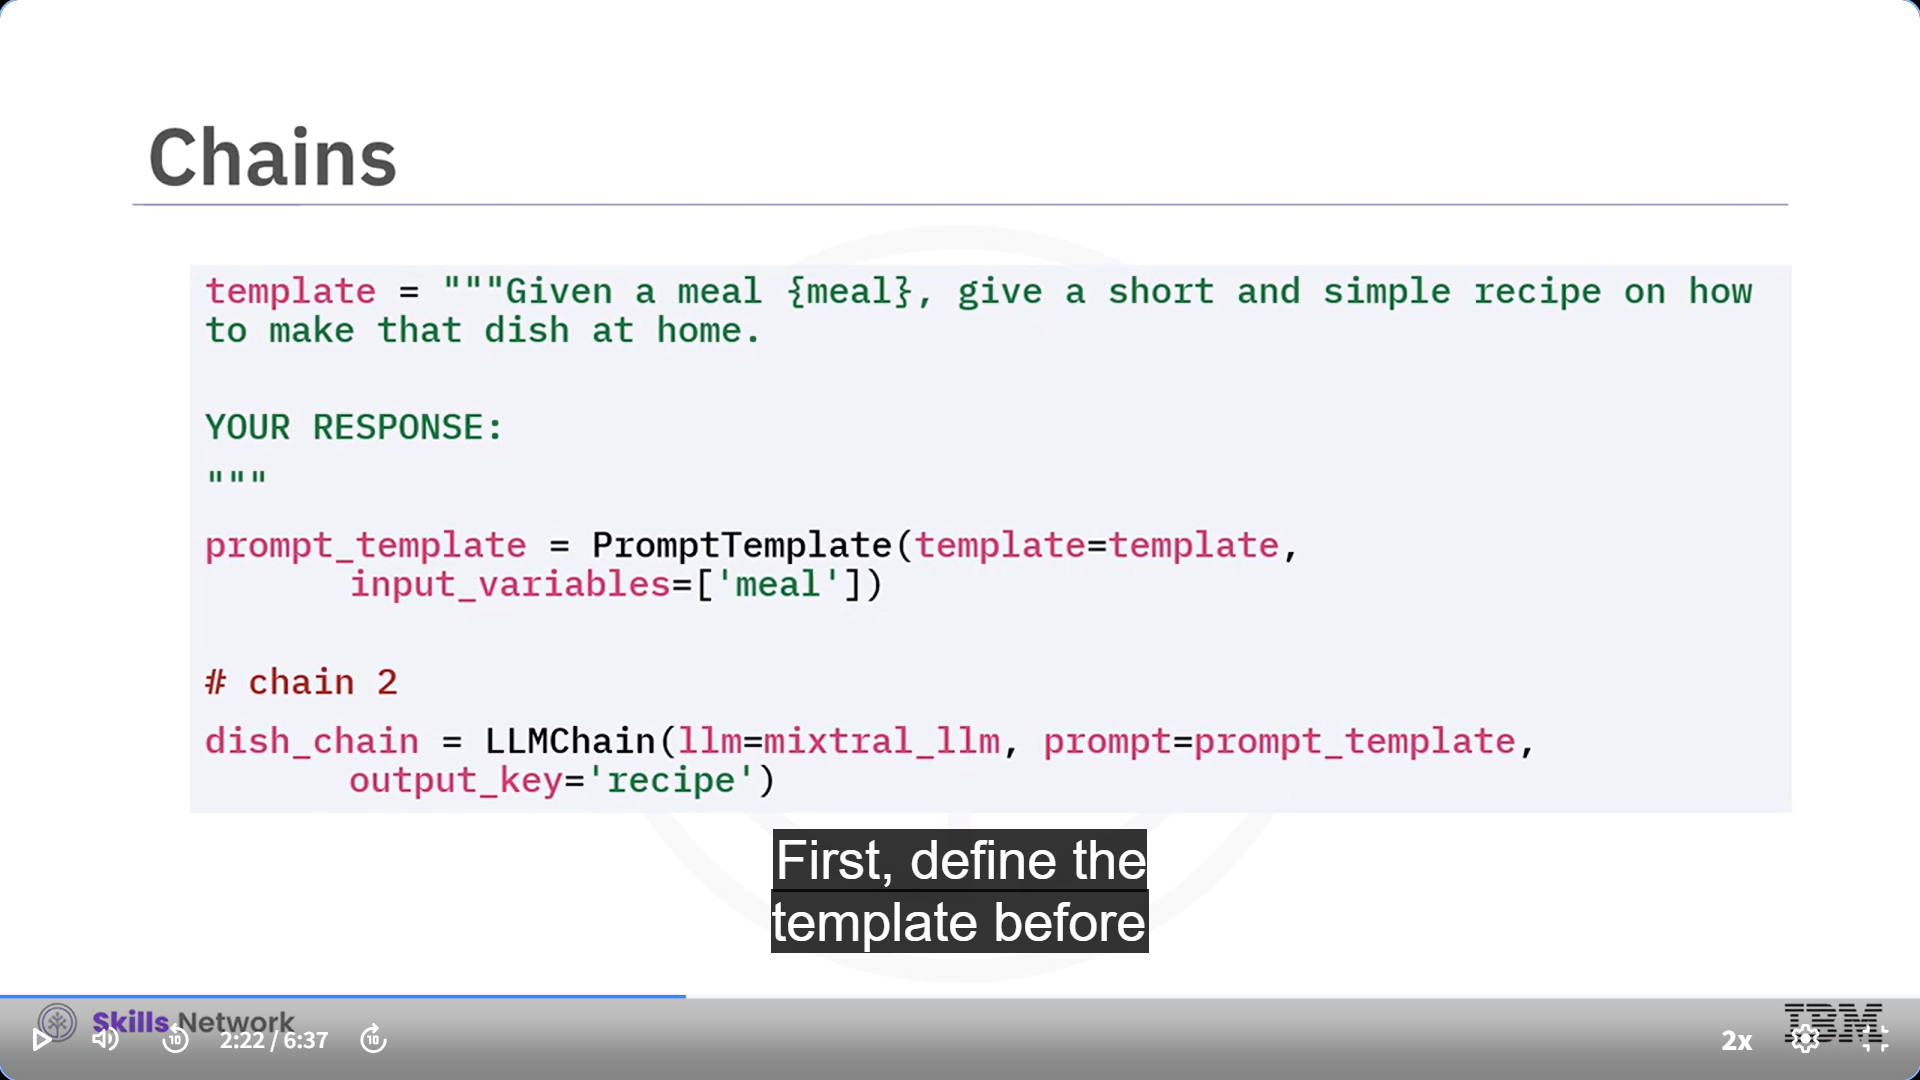 Chains
template = """Given a meal {meal}, give a short and simple recipe on how
to make that dish at home.
YOUR RESPONSE:
"""
prompt_template = PromptTemplate(template=template,
input_variables=['meal'])
# chain 2
dish_chain = LLMChain(llm=mixtral_llm, prompt=prompt_template,
output_key='recipe')
First, define the
template before
Skills Network
IBM
10
2:22 / 6:37
10
2x